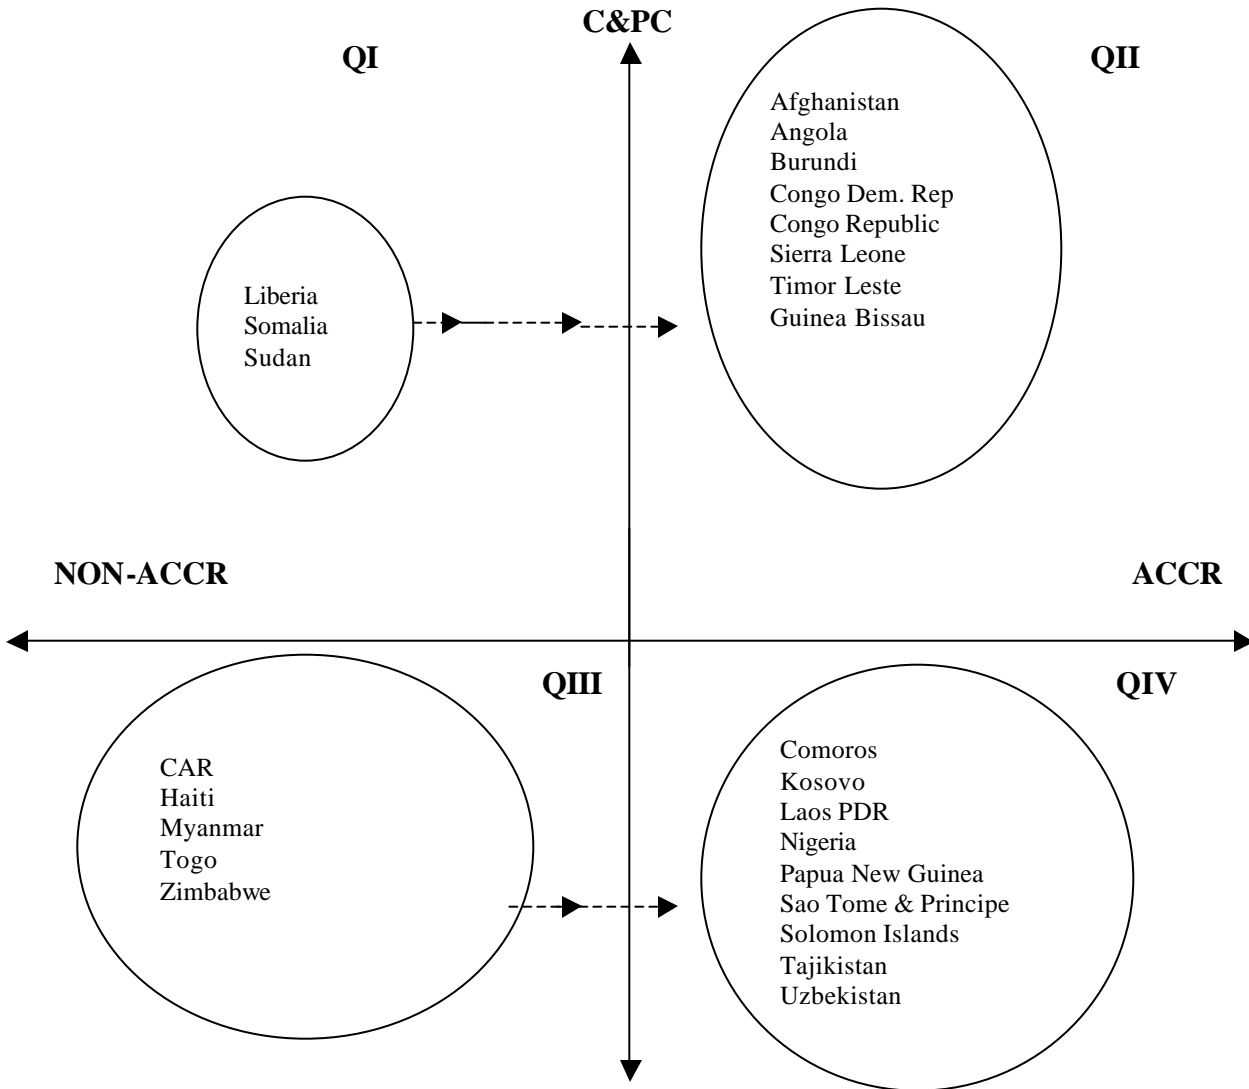 C&PC
QI
QII
Afghanistan
Angola
Burundi
Congo Dem. Rep
Congo Republic
Sierra Leone
Timor Leste
Guinea Bissau
Liberia
Somalia
Sudan
NON-ACCR
ACCR
QIII
QIV
CAR
Haiti
Myanmar
Togo
Zimbabwe
Comoros
Kosovo
Laos PDR
Nigeria
Papua New Guinea
Sao Tome & Principe
Solomon Islands
Tajikistan
Uzbekistan